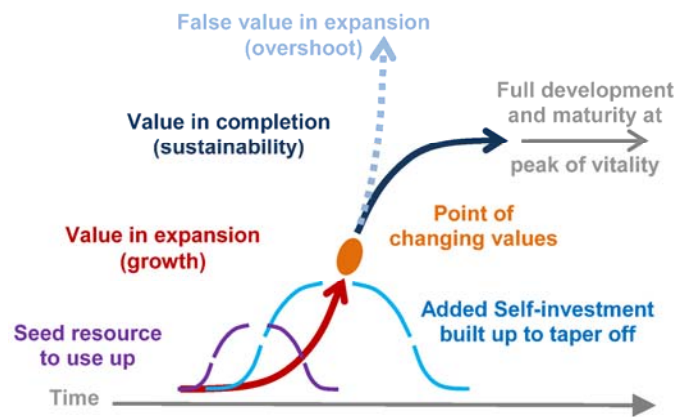 False value in expansion
(overshoot)
Full development
and maturity at
peak of vitality
Value in completion
(sustainability)
Point of
changing values
Value in expansion
(growth)
Added Self-investment
built up to taper off
Seed resource
to use up
Time